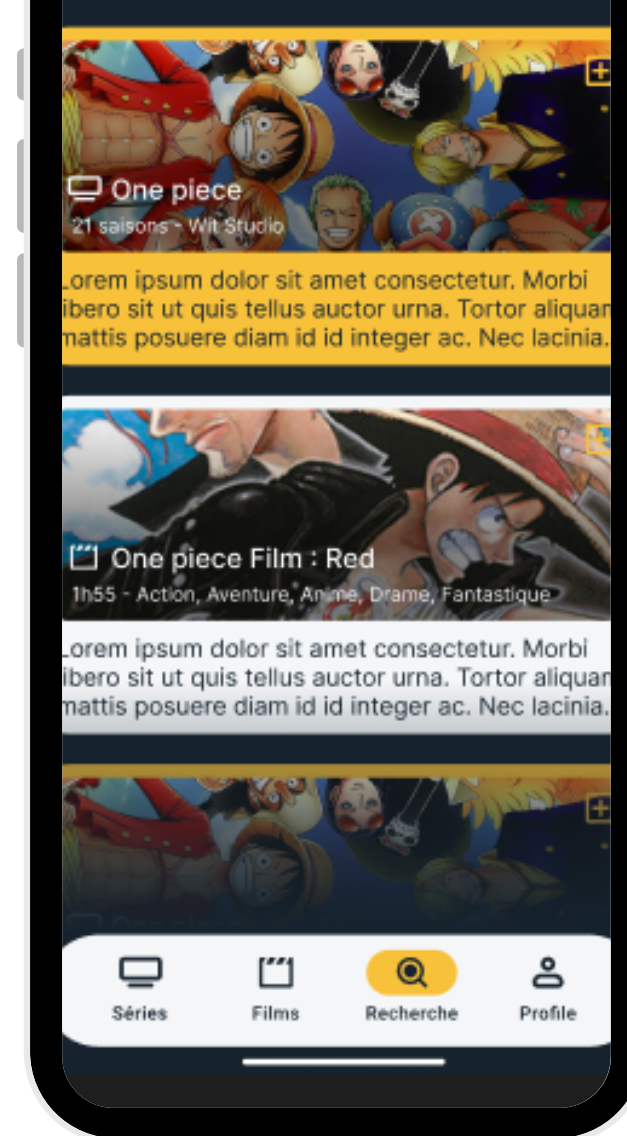 One piece
21 saisons - Wit Studio
Lorem ipsum dolor sit amet consectetur. Morbi
libero sit ut quis tellus auctor urna. Tortor aliquam
mattis posuere diam id id integer ac. Nec lacinia.
One piece Film : Red
1h55 - Action, Aventure, Anime, Drame, Fantastique
Lorem ipsum dolor sit amet consectetur. Morbi
libero sit ut quis tellus auctor urna. Tortor aliquam
mattis posuere diam id id integer ac. Nec lacinia.
One piece
Séries
Films
Recherche
Profile